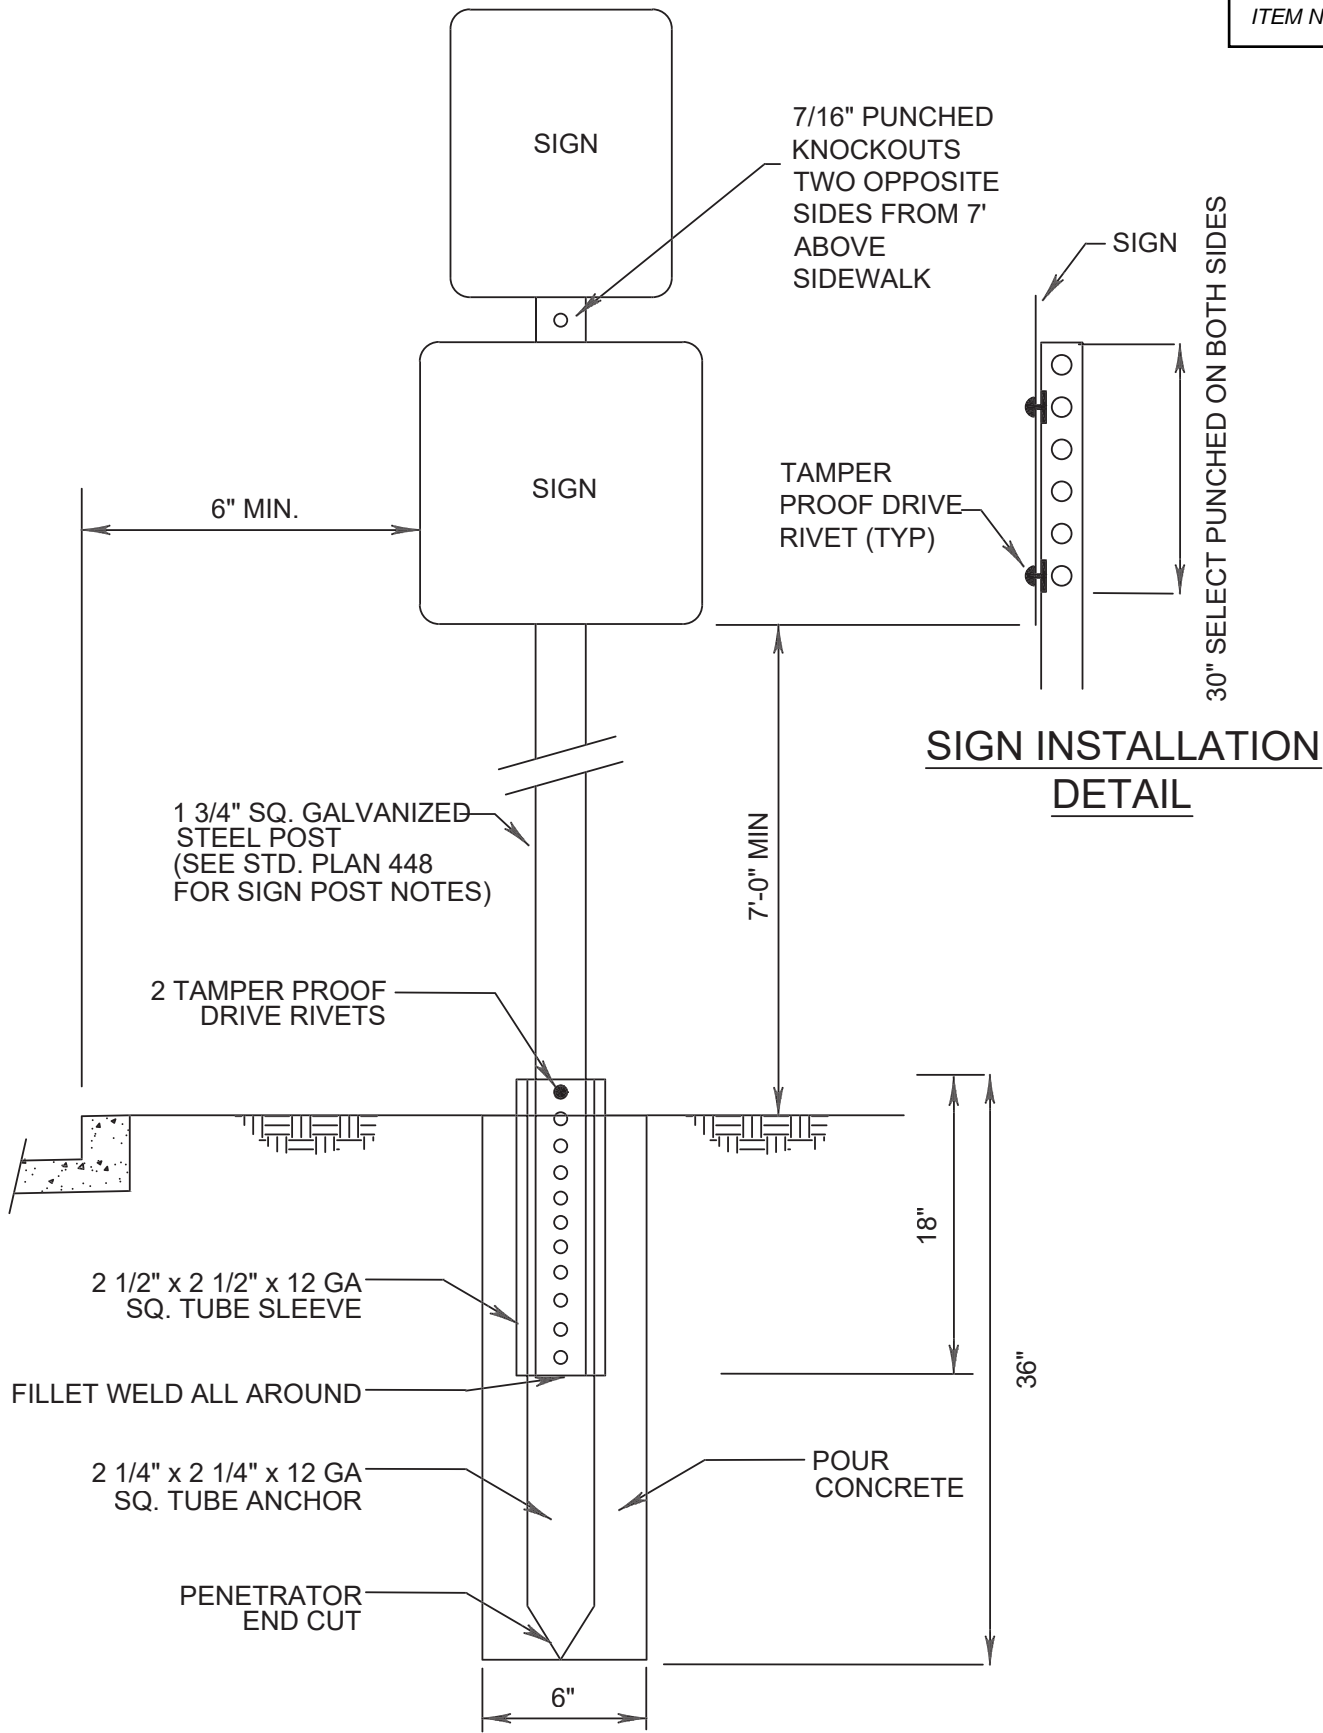 ITEM N
SIGN
7/16" PUNCHED
KNOCKOUTS
TWO OPPOSITE
SIDES FROM 7'
ABOVE
SIDEWALK
SIGN
30" SELECT PUNCHED ON BOTH SIDES
TAMPER
PROOF DRIVE
RIVET (TYP)
SIGN
6" MIN.
SIGN INSTALLATION
DETAIL
1 3/4" SQ. GALVANIZED
STEEL POST
(SEE STD. PLAN 448
FOR SIGN POST NOTES)
7'-0" MIN
2 TAMPER PROOF
DRIVE RIVETS
18"
2 1/2" x 2 1/2" x 12 GA
SQ. TUBE SLEEVE
36"
FILLET WELD ALL AROUND
2 1/4" x 2 1/4" x 12 GA
SQ. TUBE ANCHOR
POUR
CONCRETE
PENETRATOR
END CUT
6"